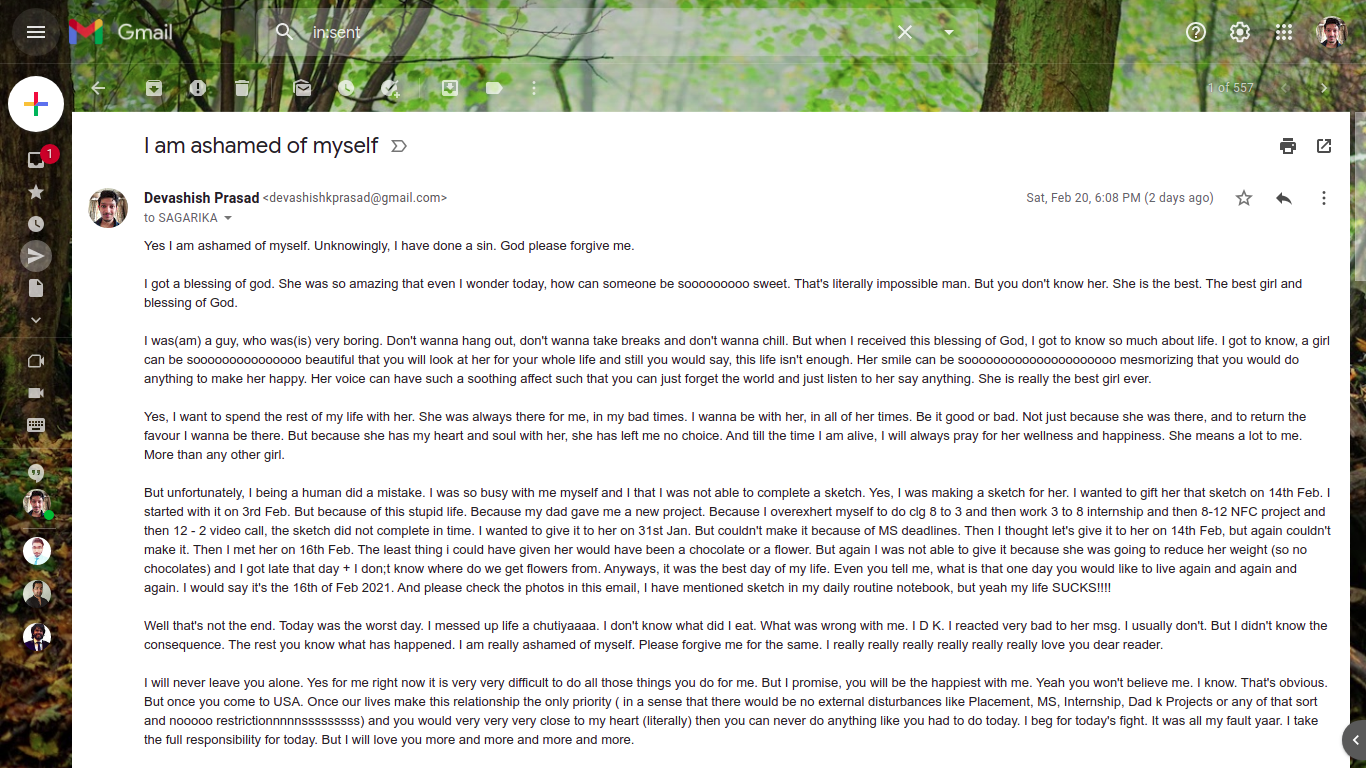 Gmail
in:sent
1 of 557
1
I am ashamed of myself
Devashish Prasad <devashishkprasad@gmail.com>
Sat, Feb 20, 6:08 PM (2 days ago)
to SAGARIKA
Yes I am ashamed of myself. Unknowingly, I have done a sin. God please forgive me.
I got a blessing of god. She was so amazing that even I wonder today, how can someone be sooooooooo sweet. That's literally impossible man. But you don't know her. She is the best. The best girl and
blessing of God.
I was(am) a guy, who was(is) very boring. Don't wanna hang out, don't wanna take breaks and don't wanna chill. But when I received this blessing of God, I got to know so much about life. I got to know, a girl
can be soooooooooooooooo beautiful that you will look at her for your whole life and still you would say, this life isn't enough. Her smile can be soooooooooooooooooooooo mesmorizing that you would do
anything to make her happy. Her voice can have such a soothing affect such that you can just forget the world and just listen to her say anything. She is really the best girl ever.
Yes, I want to spend the rest of my life with her. She was always there for me, in my bad times. I wanna be with her, in all of her times. Be it good or bad. Not just because she was there, and to return the
favour I wanna be there. But because she has my heart and soul with her, she has left me no choice. And till the time I am alive, I will always pray for her wellness and happiness. She means a lot to me.
More than any other girl.
But unfortunately, I being a human did a mistake. I was so busy with me myself and I that I was not able to complete a sketch. Yes, I was making a sketch for her. I wanted to gift her that sketch on 14th Feb. I
started with it on 3rd Feb. But because of this stupid life. Because my dad gave me a new project. Because I overexhert myself to do clg 8 to 3 and then work 3 to 8 internship and then 8-12 NFC project and
then 12 - 2 video call, the sketch did not complete in time. I wanted to give it to her on 31st Jan. But couldn't make it because of MS deadlines. Then I thought let's give it to her on 14th Feb, but again couldn't
make it. Then I met her on 16th Feb. The least thing i could have given her would have been a chocolate or a flower. But again I was not able to give it because she was going to reduce her weight (so no
chocolates) and I got late that day + I don;t know where do we get flowers from. Anyways, it was the best day of my life. Even you tell me, what is that one day you would like to live again and again and
again. I would say it's the 16th of Feb 2021. And please check the photos in this email, I have mentioned sketch in my daily routine notebook, but yeah my life SUCKS!!!!
Well that's not the end. Today was the worst day. I messed up life a chutiyaaaa. I don't know what did I eat. What was wrong with me. I D K. I reacted very bad to her msg. I usually don't. But I didn't know the
consequence. The rest you know what has happened. I am really ashamed of myself. Please forgive me for the same. I really really really really really really love you dear reader.
I will never leave you alone. Yes for me right now it is very very difficult to do all those things you do for me. But I promise, you will be the happiest with me. Yeah you won't believe me. I know. That's obvious.
But once you come to USA. Once our lives make this relationship the only priority ( in a sense that there would be no external disturbances like Placement, MS, Internship, Dad k Projects or any of that sort
and nooooo restrictionnnnnsssssssss) and you would very very very close to my heart (literally) then you can never do anything like you had to do today. I beg for today's fight. It was all my fault yaar. I take
the full responsibility for today. But I will love you more and more and more and more.